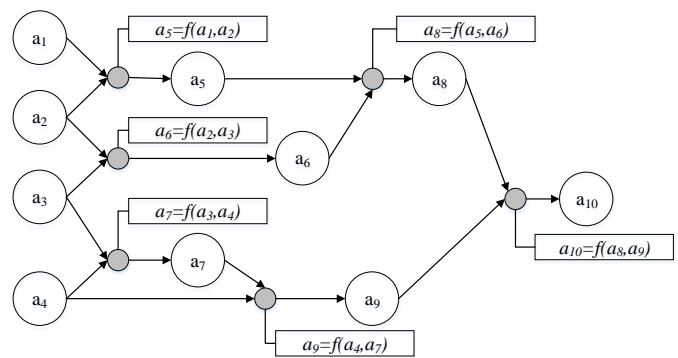 a1
a5=f(a1,a2)
a8=f(a5,a6)
a5
a8
a2
a6=f(a2,a3)
a6
a3
a7=f(a3,a4)
a10
a7
a10=f(a8,a9)
a4
a9
a9=f(a4,a7)